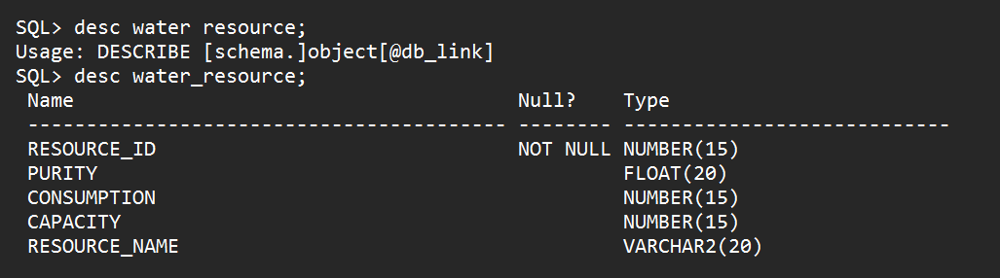 SQL> desc water resource;
Usage: DESCRIBE [schema.]object[@db_link]
SQL> desc water_resource;
 Name                                      Null?    Type
 ----------------------------------------- -------- ----------------------------
 RESOURCE_ID                               NOT NULL NUMBER(15)
 PURITY                                             FLOAT(20)
 CONSUMPTION                                        NUMBER(15)
 CAPACITY                                           NUMBER(15)
 RESOURCE_NAME                                      VARCHAR2(20)